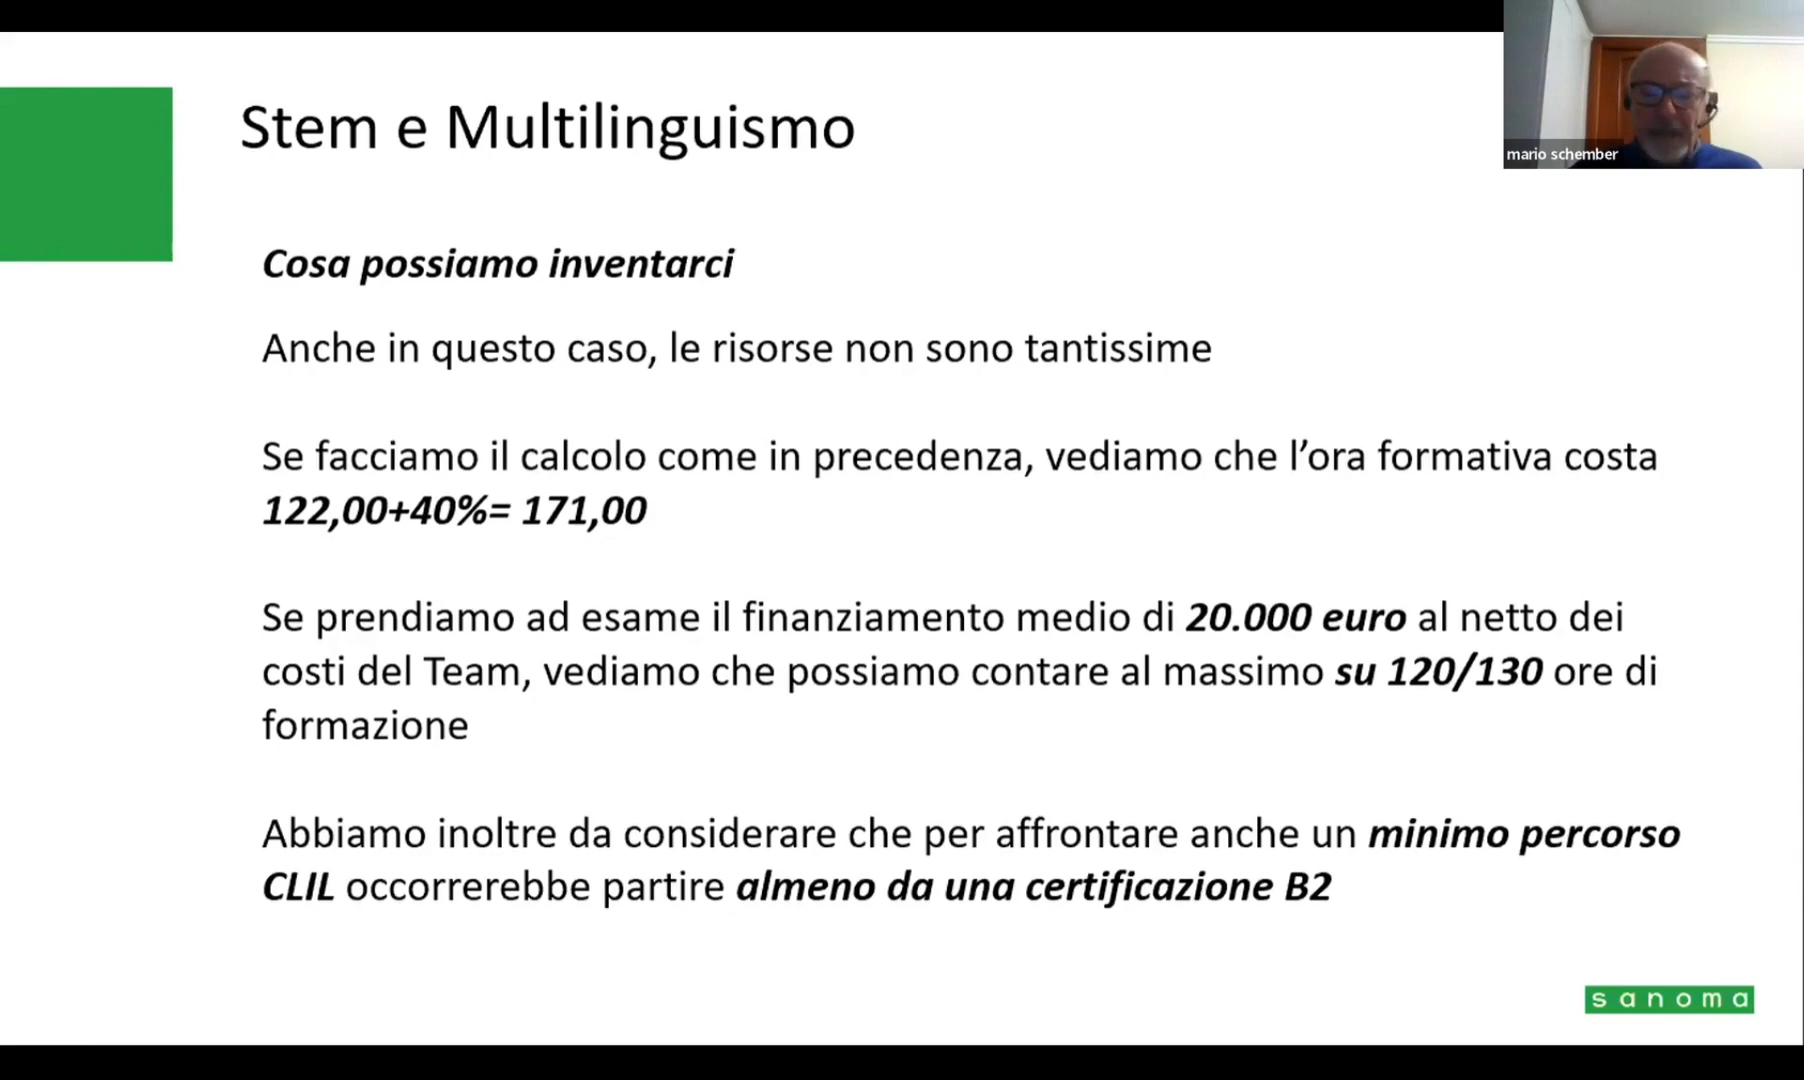 Stem e Multilinguismo
mario schember
Cosa possiamo inventarci
Anche in questo caso, le risorse non sono tantissime
Se facciamo il calcolo come in precedenza, vediamo che l’ora formativa costa
122,00+40%= 171,00
Se prendiamo ad esame il finanziamento medio di 20.000 euro al netto dei
costi del Team, vediamo che possiamo contare al massimo su 120/130 ore di
formazione
Abbiamo inoltre da considerare che per affrontare anche un minimo percorso
CLIL occorrerebbe partire almeno da una certificazione B2
sanoma